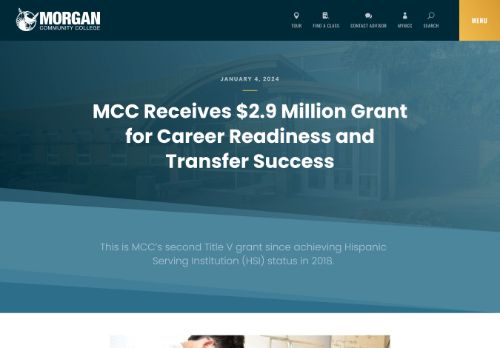 MORGAN
COMMUNITY COLLEGE
TOUR
FIND A CLASS
CONTACT ADVISOR
MYMCC
SEARCH
MENU
JANUARY 4, 2024
MCC Receives $2.9 Million Grant
for Career Readiness and
Transfer Success
This is MCC's second Title V grant since achieving Hispanic
Serving Institution (HSI) status in 2018.